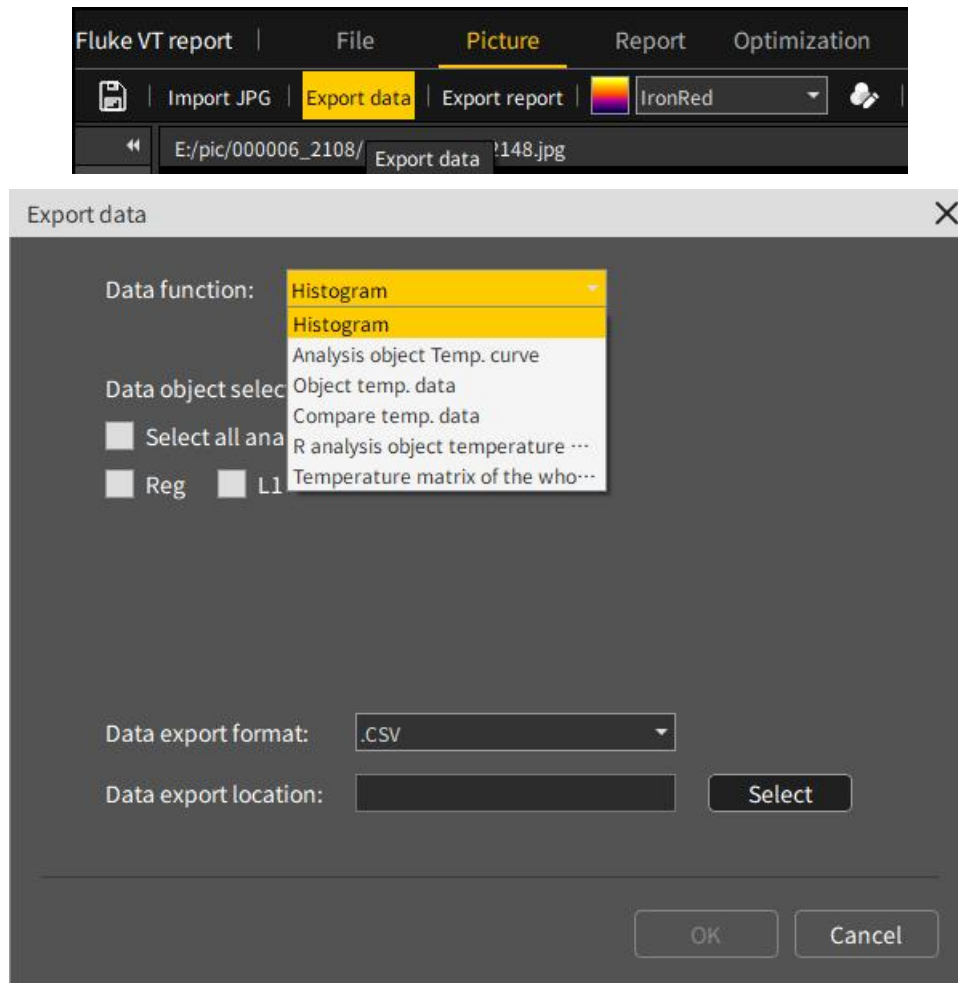 Fluke VT report | File Picture Report Optimization
Import JPG | Export data | Export report | IronRed
E:/pic/000006_2108/ 2148.jpg
Export data
Export data
Data function: Histogram
Histogram
Analysis object Temp. curve
Data object selec
Object temp. data
Compare temp. data
Select all ana
R analysis object temperature ···
Temperature matrix of the who···
Reg L1
Data export format: .CSV
Data export location: Select
OK Cancel